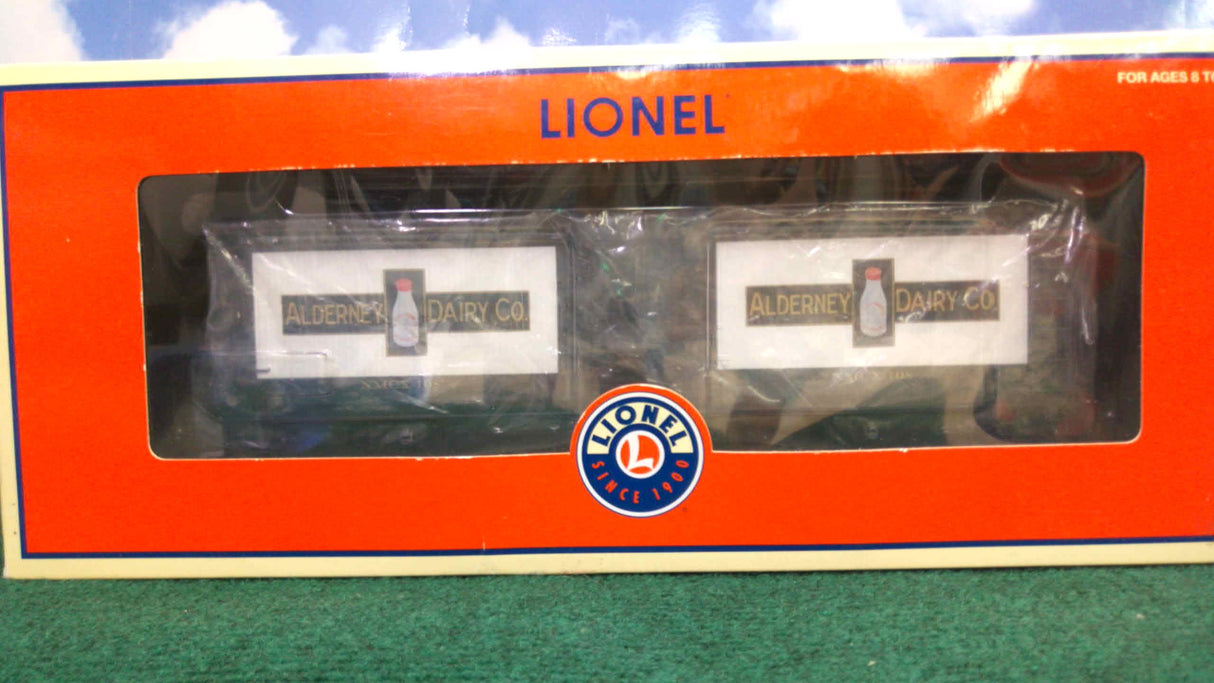 FOR AGES 8 TO
LIONEL
ALDERNEY DAIRY CO.
ALDERNEY DAIRY CO.
LIONEL
L
SINCE 1900